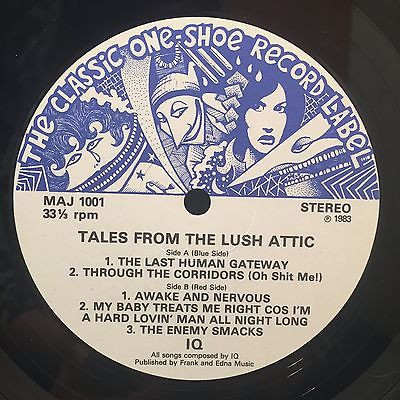 THE CLASSIC ONE-SHOE RECORD LABEL
MAJ 1001
33⅓ rpm
STEREO
℗ 1983
TALES FROM THE LUSH ATTIC
Side A (Blue Side)
1. THE LAST HUMAN GATEWAY
2. THROUGH THE CORRIDORS (Oh Shit Me!)
Side B (Red Side)
1. AWAKE AND NERVOUS
2. MY BABY TREATS ME RIGHT COS I'M
A HARD LOVIN' MAN ALL NIGHT LONG
3. THE ENEMY SMACKS
IQ
All songs composed by IQ
Published by Frank and Edna Music